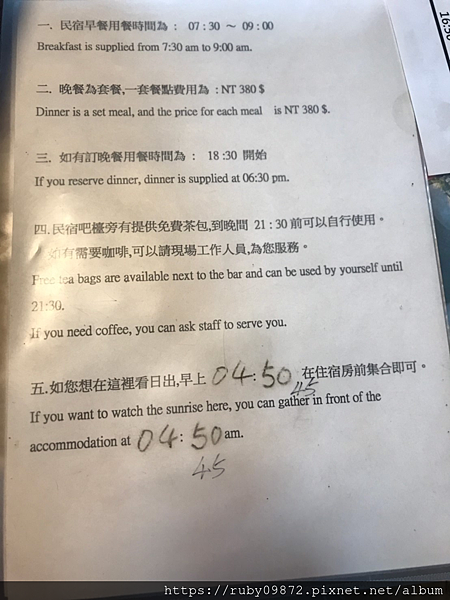 16:30
一. 民宿早餐用餐時間為： 07：30 ～ 09：00
Breakfast is supplied from 7:30 am to 9:00 am.
二. 晚餐為套餐,一套餐點費用為 : NT 380 $
Dinner is a set meal, and the price for each meal is NT 380 $.
三. 如有訂晚餐用餐時間為： 18 :30 開始
If you reserve dinner, dinner is supplied at 06:30 pm.
四.民宿吧檯旁有提供免費茶包,到晚間 21 : 30 前可以自行使用。
如有需要咖啡,可以請現場工作人員,為您服務。
Free tea bags are available next to the bar and can be used by yourself until
21:30.
If you need coffee, you can ask staff to serve you.
五.如您想在這裡看日出,早上 04:50 在住宿房前集合即可。
45
If you want to watch the sunrise here, you can gather in front of the
accommodation at 04:50 am.
45
https://ruby09872.pixnet.net/album